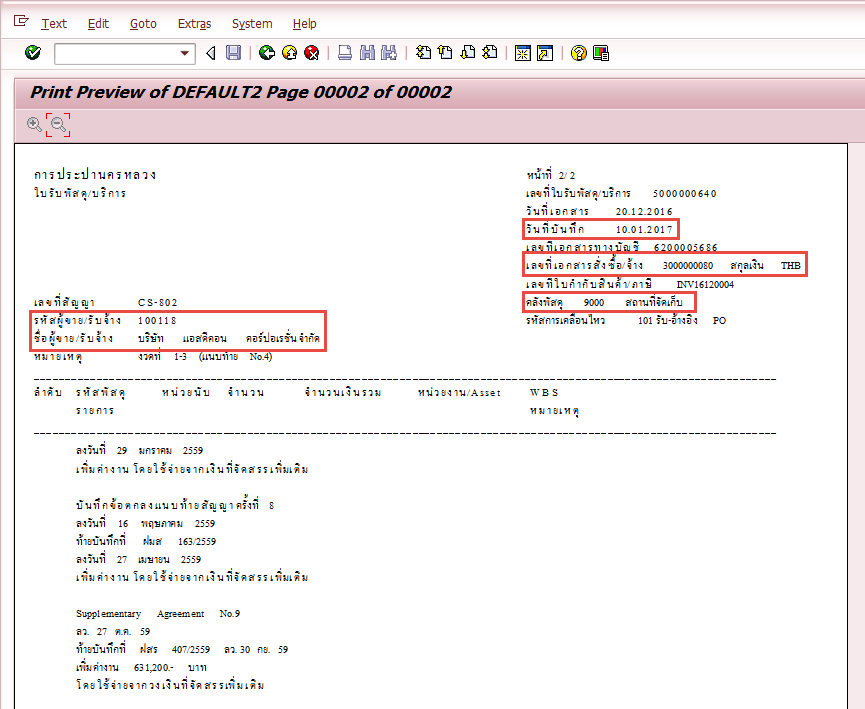 Text Edit Goto Extras System Help
Print Preview of DEFAULT2 Page 00002 of 00002
การประปานครหลวง
ใบรับพัสดุ/บริการ
หน้าที่ 2/ 2
เลขที่ใบรับพัสดุ/บริการ 5000000640
วันที่เอกสาร 20.12.2016
วันที่บันทึก 10.01.2017
เลขที่เอกสารทางบัญชี 6200005686
เลขที่เอกสารสั่งซื้อ/จ้าง 3000000080 สกุลเงิน THB
เลขที่ใบกำกับสินค้า/ภาษี INV16120004
เลขที่สัญญา CS-802
คลังพัสดุ 9000 สถานที่จัดเก็บ
รหัสผู้ขาย/รับจ้าง 100118
รหัสการเคลื่อนไหว 101 รับ-อ้างอิง PO
ชื่อผู้ขาย/รับจ้าง บริษัท แอสดีคอน คอร์ปอเรชั่น จำกัด
หมายเหตุ งวดที่ 1-3 (แนบท้าย No.4)
ลำดับ รหัสพัสดุ หน่วยนับ จำนวน จำนวนเงินรวม หน่วยงาน/Asset WBS
รายการ หมายเหตุ
ลงวันที่ 29 มกราคม 2559
เพิ่มค่างาน โดยใช้จ่ายจากเงินที่จัดสรรเพิ่มเติม
บันทึกข้อตกลงแนบท้ายสัญญาครั้งที่ 8
ลงวันที่ 16 พฤษภาคม 2559
ท้ายบันทึกที่ ฝมส 163/2559
ลงวันที่ 27 เมษายน 2559
เพิ่มค่างาน โดยใช้จ่ายจากเงินที่จัดสรรเพิ่มเติม
Supplementary Agreement No.9
ลว. 27 ต.ค. 59
ท้ายบันทึกที่ ฝสร 407/2559 ลว. 30 กย. 59
เพิ่มค่างาน 631,200.- บาท
โดยใช้จ่ายจากวงเงินที่จัดสรรเพิ่มเติม